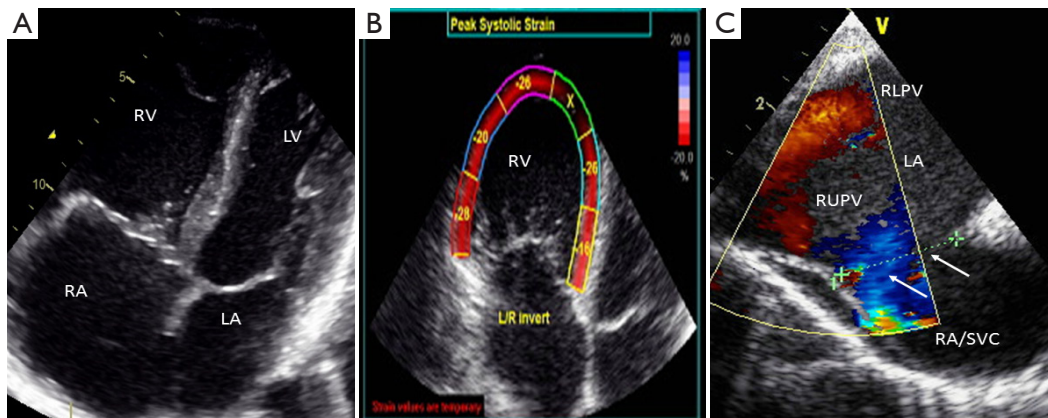 A
5
RV
LV
10
RA
LA
B
Peak Systolic Strain
20.0
-26
X
-20
RV
-26
-20.0
%
-28
-16
L/R invert
Strain values are temporary
C
V
RLPV
2
LA
RUPV
RA/SVC